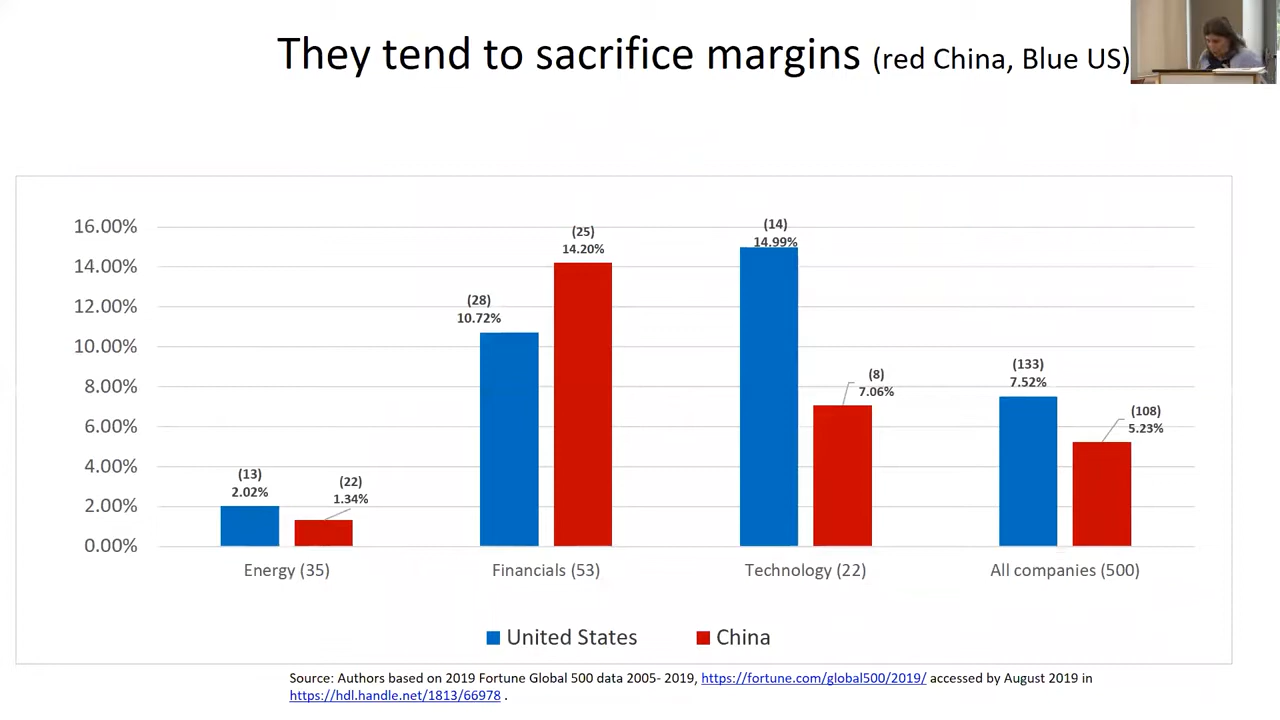 They tend to sacrifice margins (red China, Blue US)
16.00%
14.00%
12.00%
10.00%
8.00%
6.00%
4.00%
2.00%
0.00%
(13)
2.02%
(22)
1.34%
(28)
10.72%
(25)
14.20%
(14)
14.99%
(8)
7.06%
(133)
7.52%
(108)
5.23%
Energy (35)
Financials (53)
Technology (22)
All companies (500)
United States
China
Source: Authors based on 2019 Fortune Global 500 data 2005- 2019, https://fortune.com/global500/2019/ accessed by August 2019 in
https://hdl.handle.net/1813/66978 .